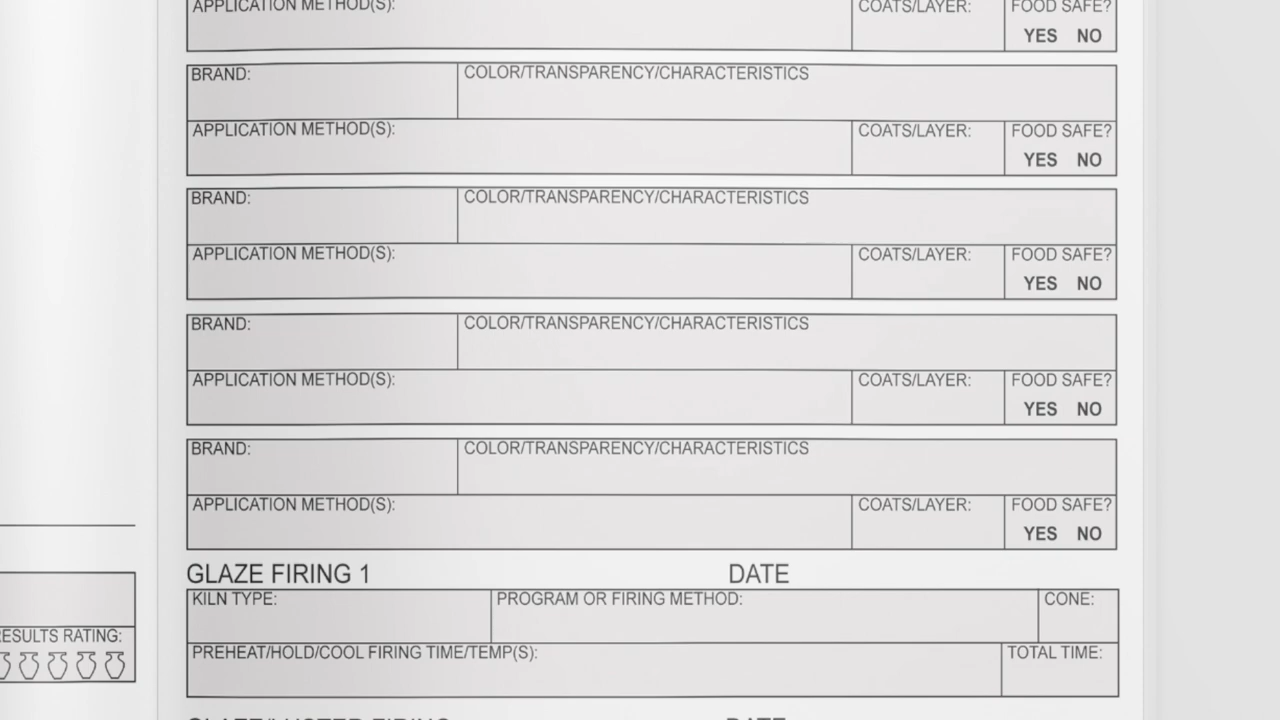 APPLICATION METHOD(S): COATS/LAYER: FOOD SAFE?
YES NO
BRAND: COLOR/TRANSPARENCY/CHARACTERISTICS
APPLICATION METHOD(S): COATS/LAYER: FOOD SAFE?
YES NO
BRAND: COLOR/TRANSPARENCY/CHARACTERISTICS
APPLICATION METHOD(S): COATS/LAYER: FOOD SAFE?
YES NO
BRAND: COLOR/TRANSPARENCY/CHARACTERISTICS
APPLICATION METHOD(S): COATS/LAYER: FOOD SAFE?
YES NO
BRAND: COLOR/TRANSPARENCY/CHARACTERISTICS
APPLICATION METHOD(S): COATS/LAYER: FOOD SAFE?
YES NO
GLAZE FIRING 1 DATE
KILN TYPE: PROGRAM OR FIRING METHOD: CONE:
PREHEAT/HOLD/COOL FIRING TIME/TEMP(S): TOTAL TIME:
RATING: